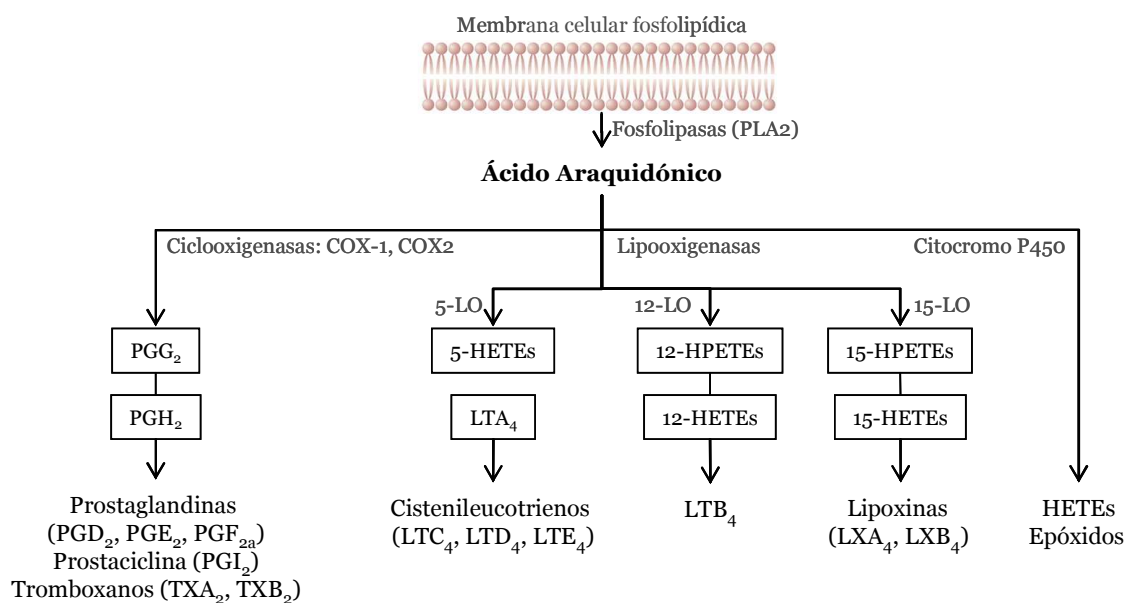 Membrana celular fosfolipídica
Fosfolipasas (PLA2)
Ácido Araquidónico
Ciclooxigenasas: COX-1, COX2
Lipooxigenasas
Citocromo P450
5-LO
12-LO
15-LO
PGG₂
5-HETEs
12-HPETEs
15-HPETEs
PGH₂
LTA₄
12-HETEs
15-HETEs
Prostaglandinas
(PGD₂, PGE₂, PGF₂ₐ)
Prostaciclina (PGI₂)
Tromboxanos (TXA₂, TXB₂)
Cistenileucotrienos
(LTC₄, LTD₄, LTE₄)
LTB₄
Lipoxinas
(LXA₄, LXB₄)
HETEs
Epóxidos